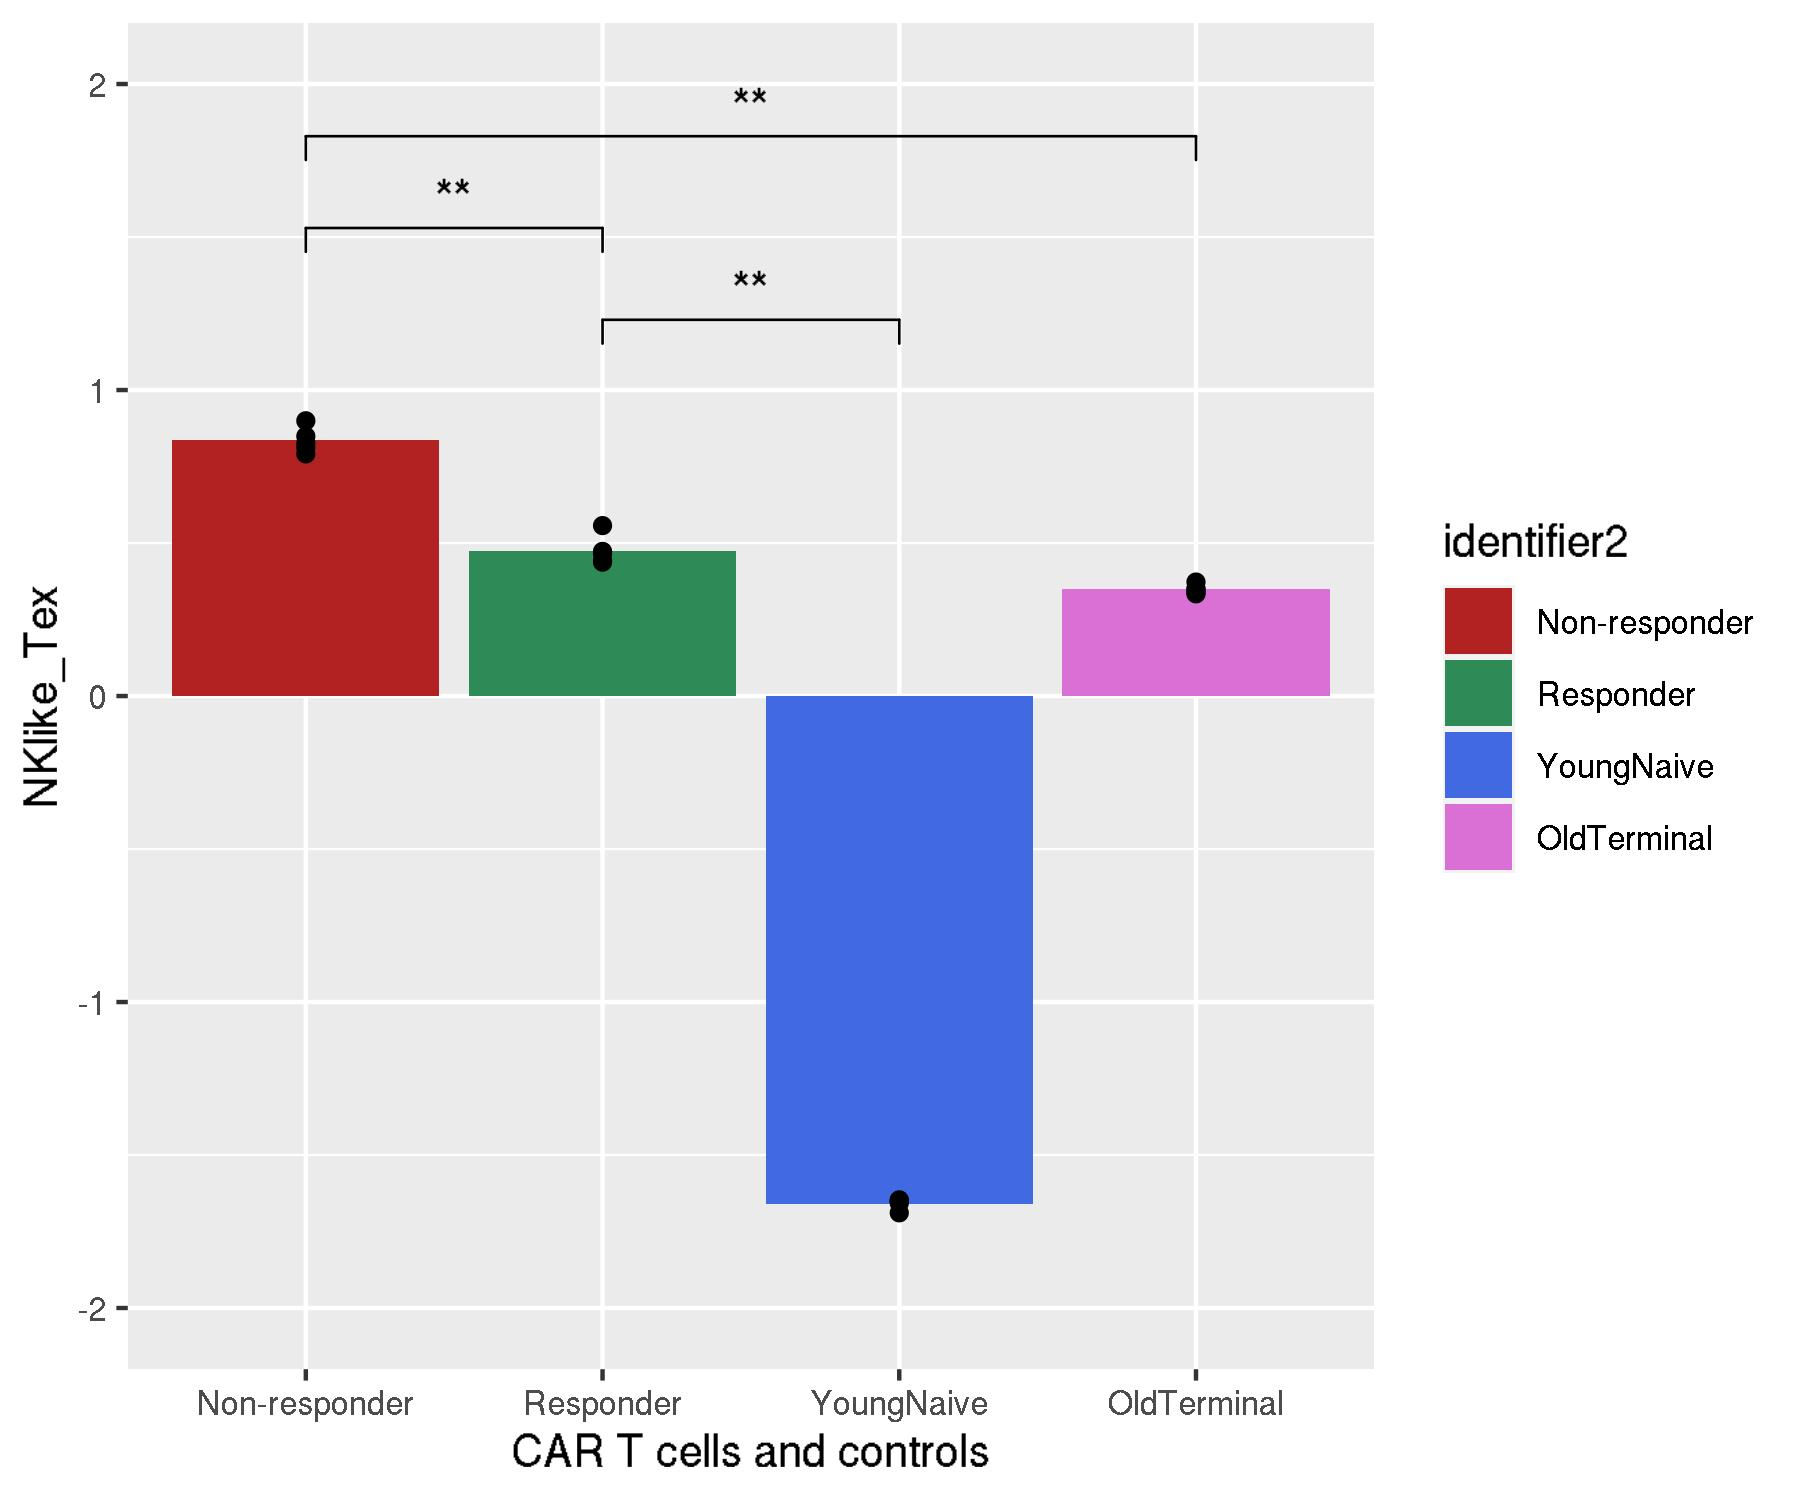 2
**
**
**
1
0
-1
-2
NKlike_Tex
Non-responder
Responder
YoungNaive
OldTerminal
CAR T cells and controls
identifier2
Non-responder
Responder
YoungNaive
OldTerminal